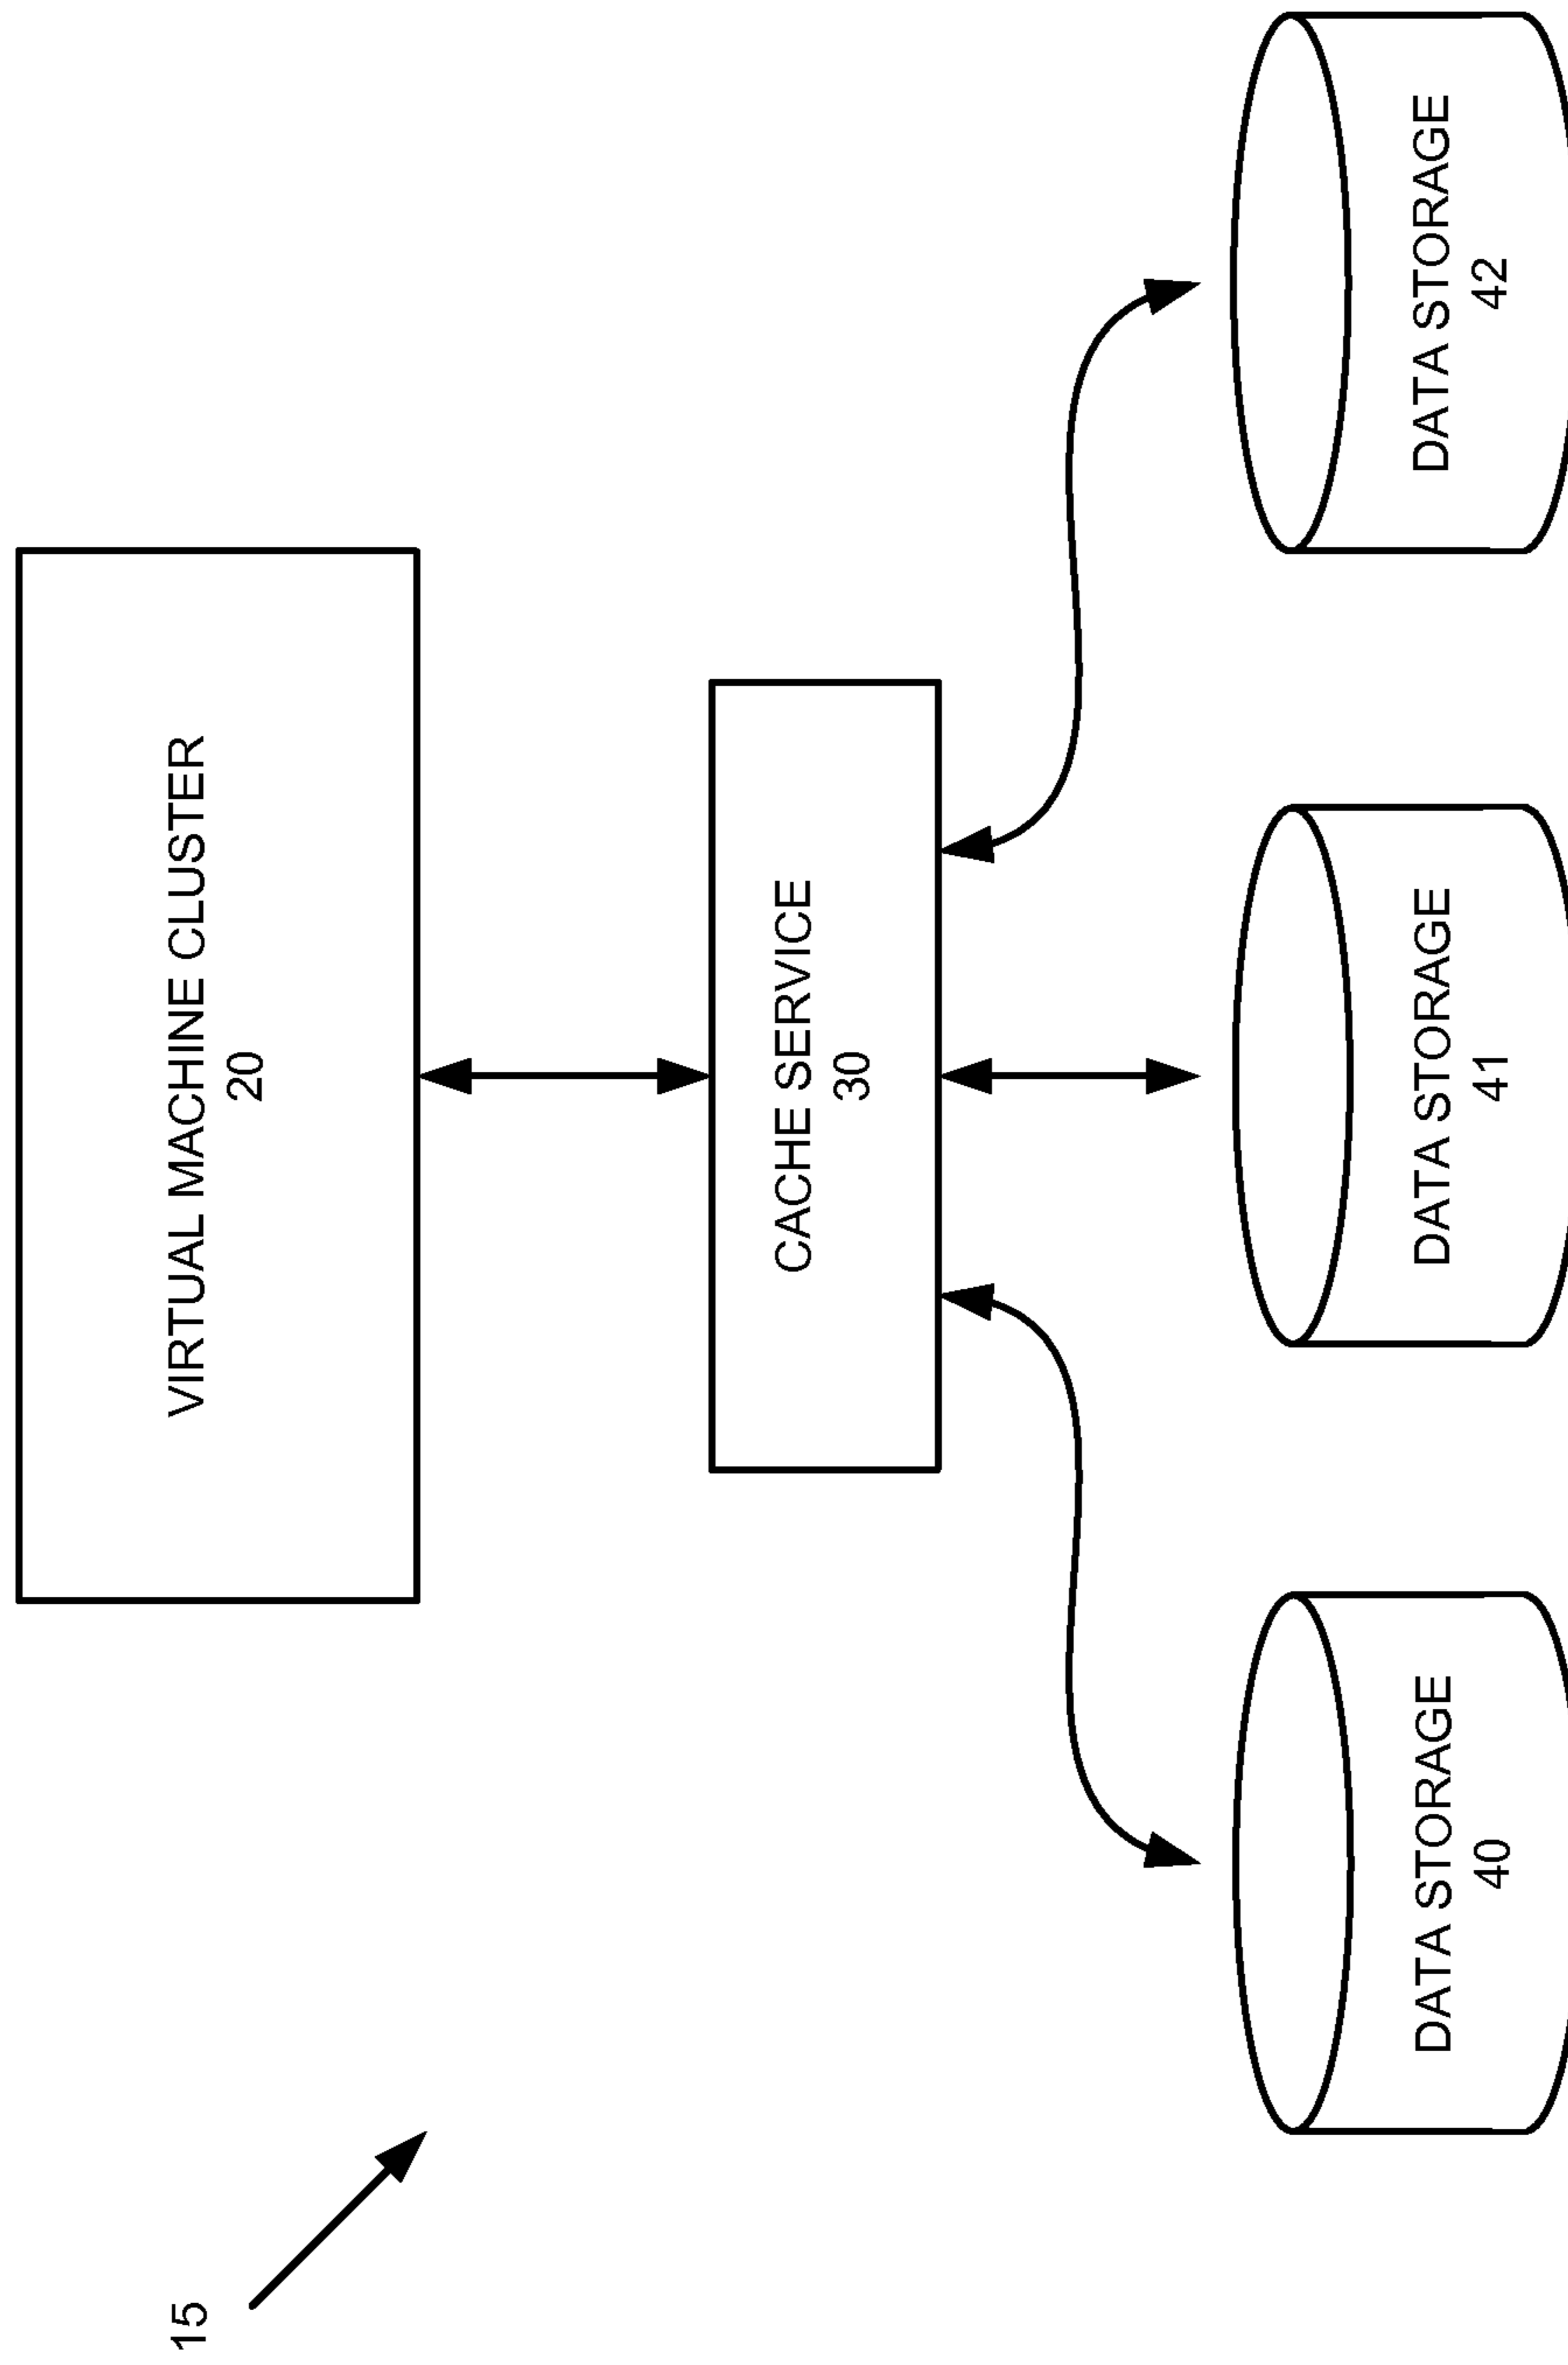 15
VIRTUAL MACHINE CLUSTER
20
CACHE SERVICE
30
DATA STORAGE
40
DATA STORAGE
41
DATA STORAGE
42